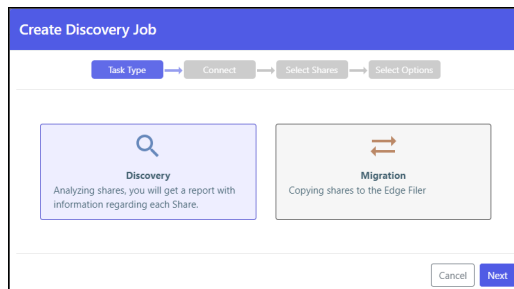 Create Discovery Job
Task Type Connect Select Shares Select Options
Discovery
Analyzing shares, you will get a report with
information regarding each Share.
Migration
Copying shares to the Edge Filer
Cancel Next